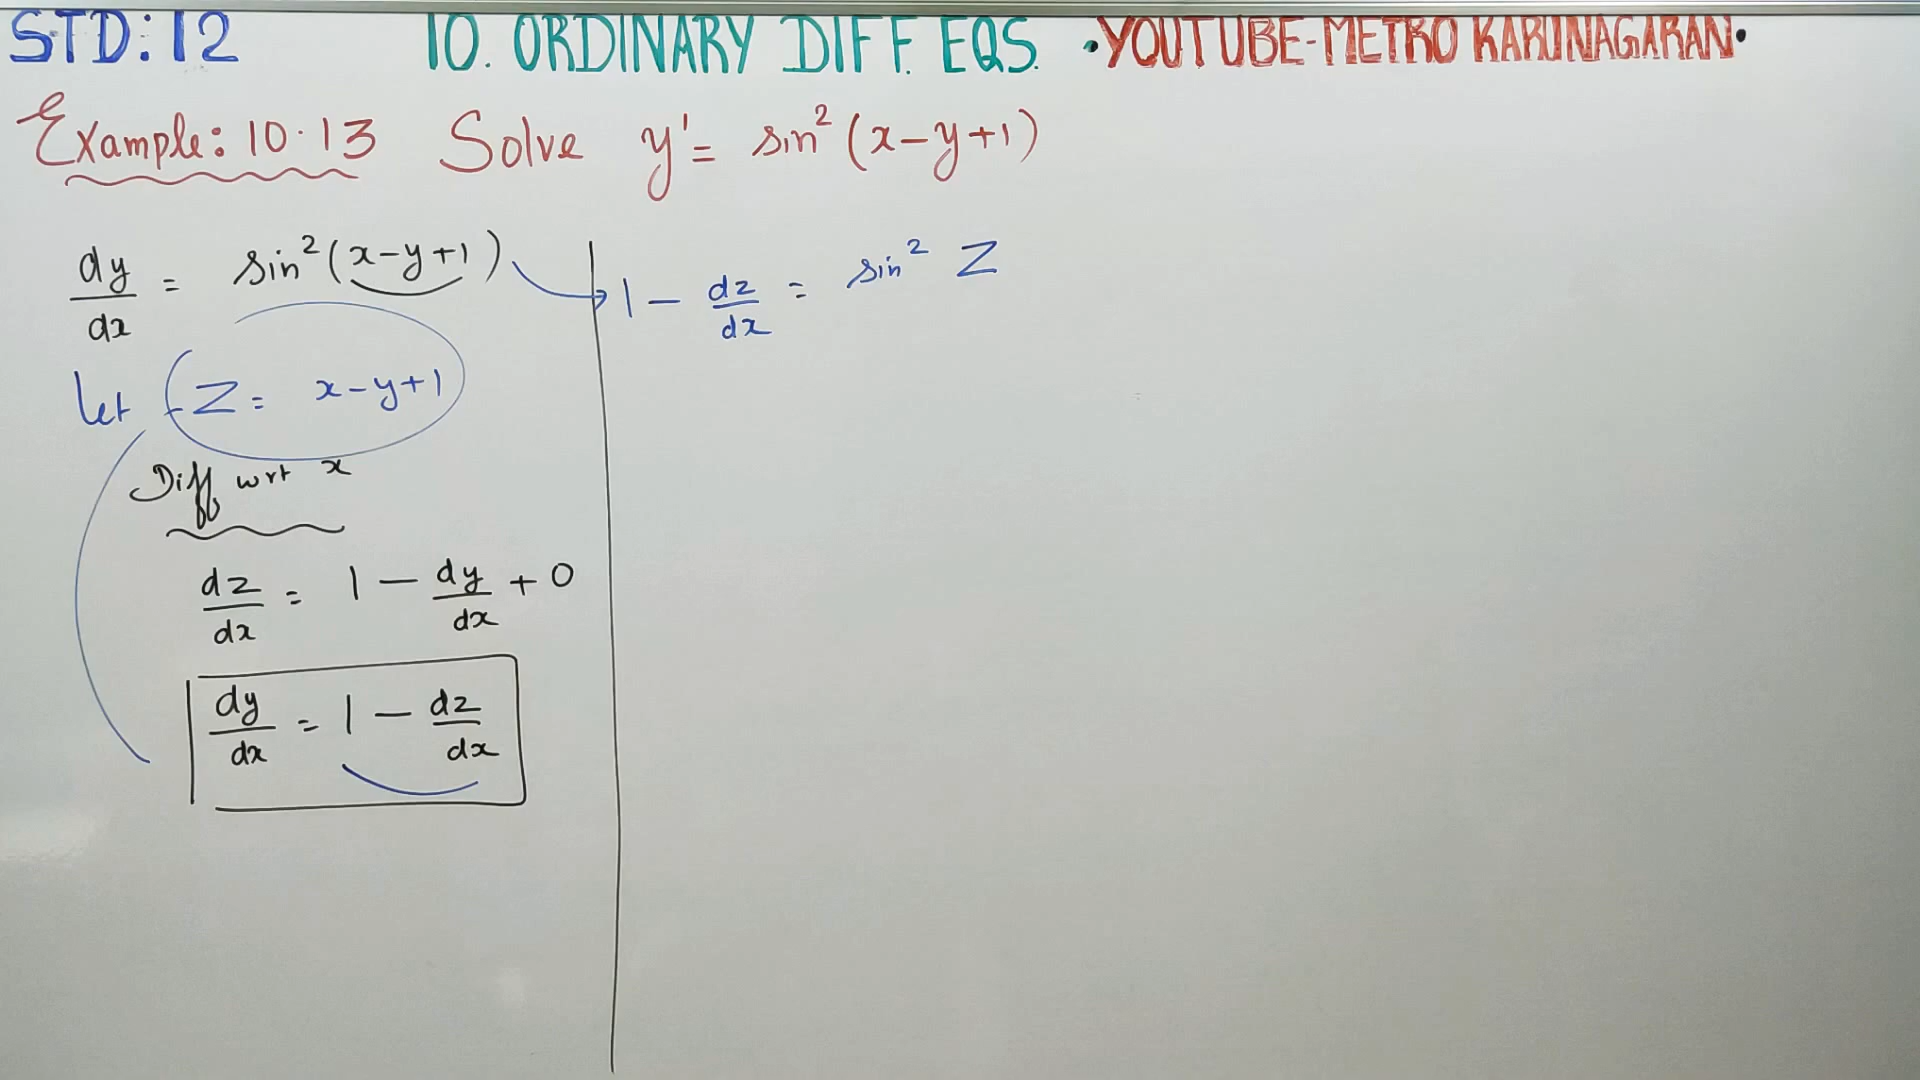 STD: 12 10. ORDINARY DIFF. EQS. •YOUTUBE-METRO KARUNAGARAN•
Example: 10.13 Solve y' = sin²(x-y+1)
dy/dx = sin²(x-y+1)
Let Z = x-y+1
Diff wrt x
dz/dx = 1 - dy/dx + 0
dy/dx = 1 - dz/dx
1 - dz/dx = sin² Z